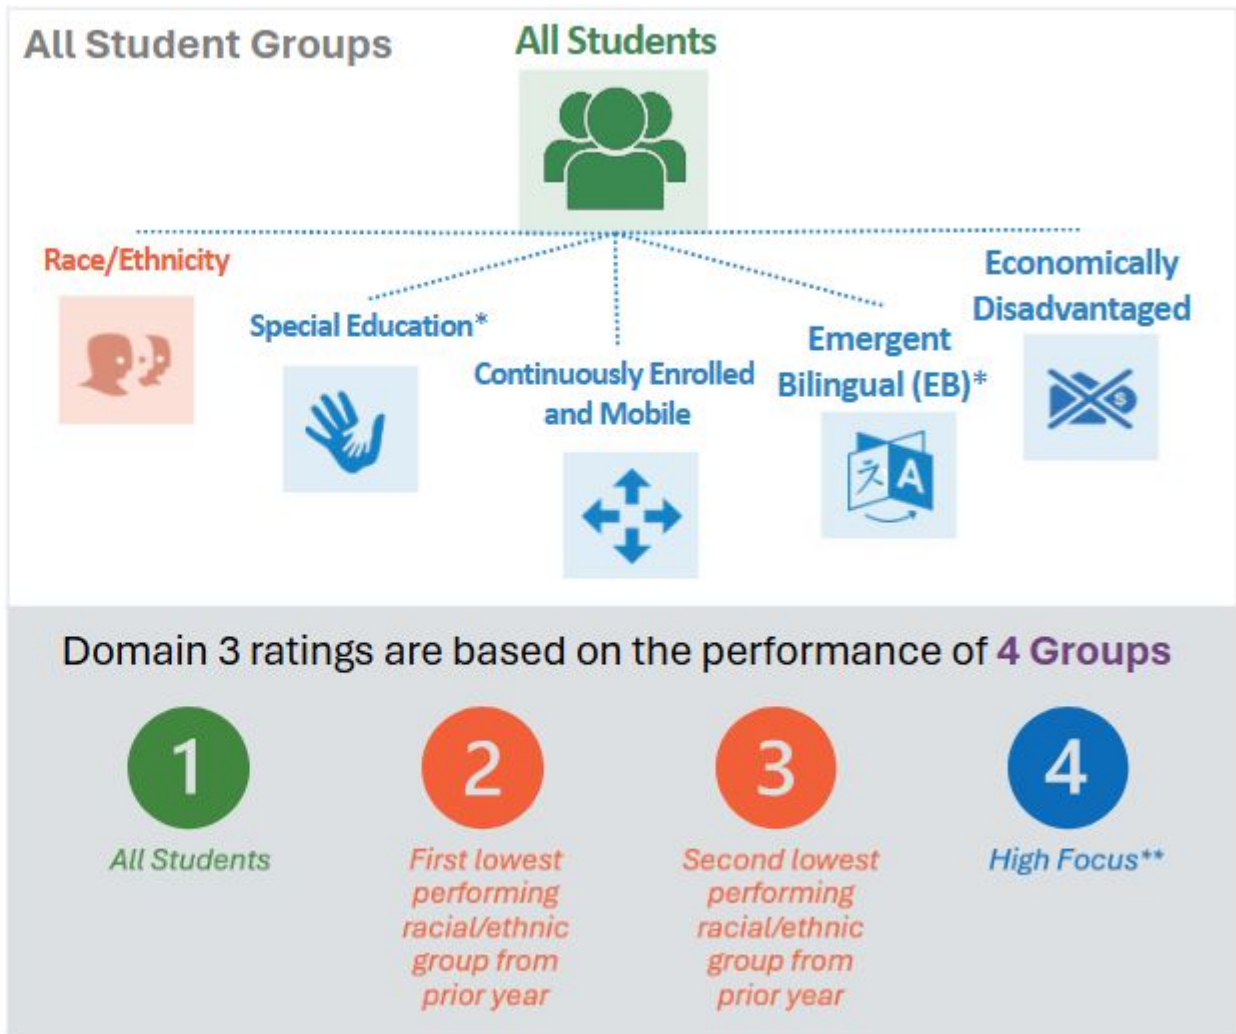 All Student Groups
All Students
Race/Ethnicity
Special Education*
Continuously Enrolled
and Mobile
Emergent
Bilingual (EB)*
Economically
Disadvantaged
A
$
Domain 3 ratings are based on the performance of 4 Groups
1
All Students
2
First lowest
performing
racial/ethnic
group from
prior year
3
Second lowest
performing
racial/ethnic
group from
prior year
4
High Focus**